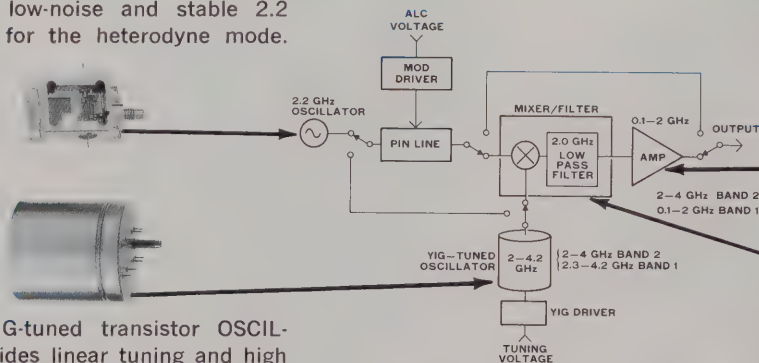 low-noise and stable 2.2
for the heterodyne mode.
ALC
VOLTAGE
MOD
DRIVER
2.2 GHz
OSCILLATOR
PIN LINE
MIXER/FILTER
2.0 GHz
LOW
PASS
FILTER
0.1–2 GHz
AMP
OUTPUT
2–4 GHz BAND 2
0.1–2 GHz BAND 1
YIG–TUNED
OSCILLATOR
2–4.2
GHz
2–4 GHz BAND 2
2.3–4.2 GHz BAND 1
YIG DRIVER
TUNING
VOLTAGE
G-tuned transistor OSCIL-
ides linear tuning and high